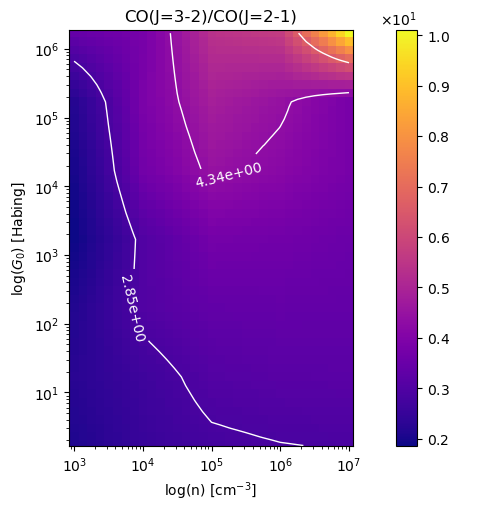 CO(J=3-2)/CO(J=2-1)
×10¹
log(G₀) [Habing]
10⁶
10⁵
10⁴
10³
10²
10¹
4.34e+00
2.85e+00
10³ 10⁴ 10⁵ 10⁶ 10⁷
log(n) [cm⁻³]
1.0
0.9
0.8
0.7
0.6
0.5
0.4
0.3
0.2